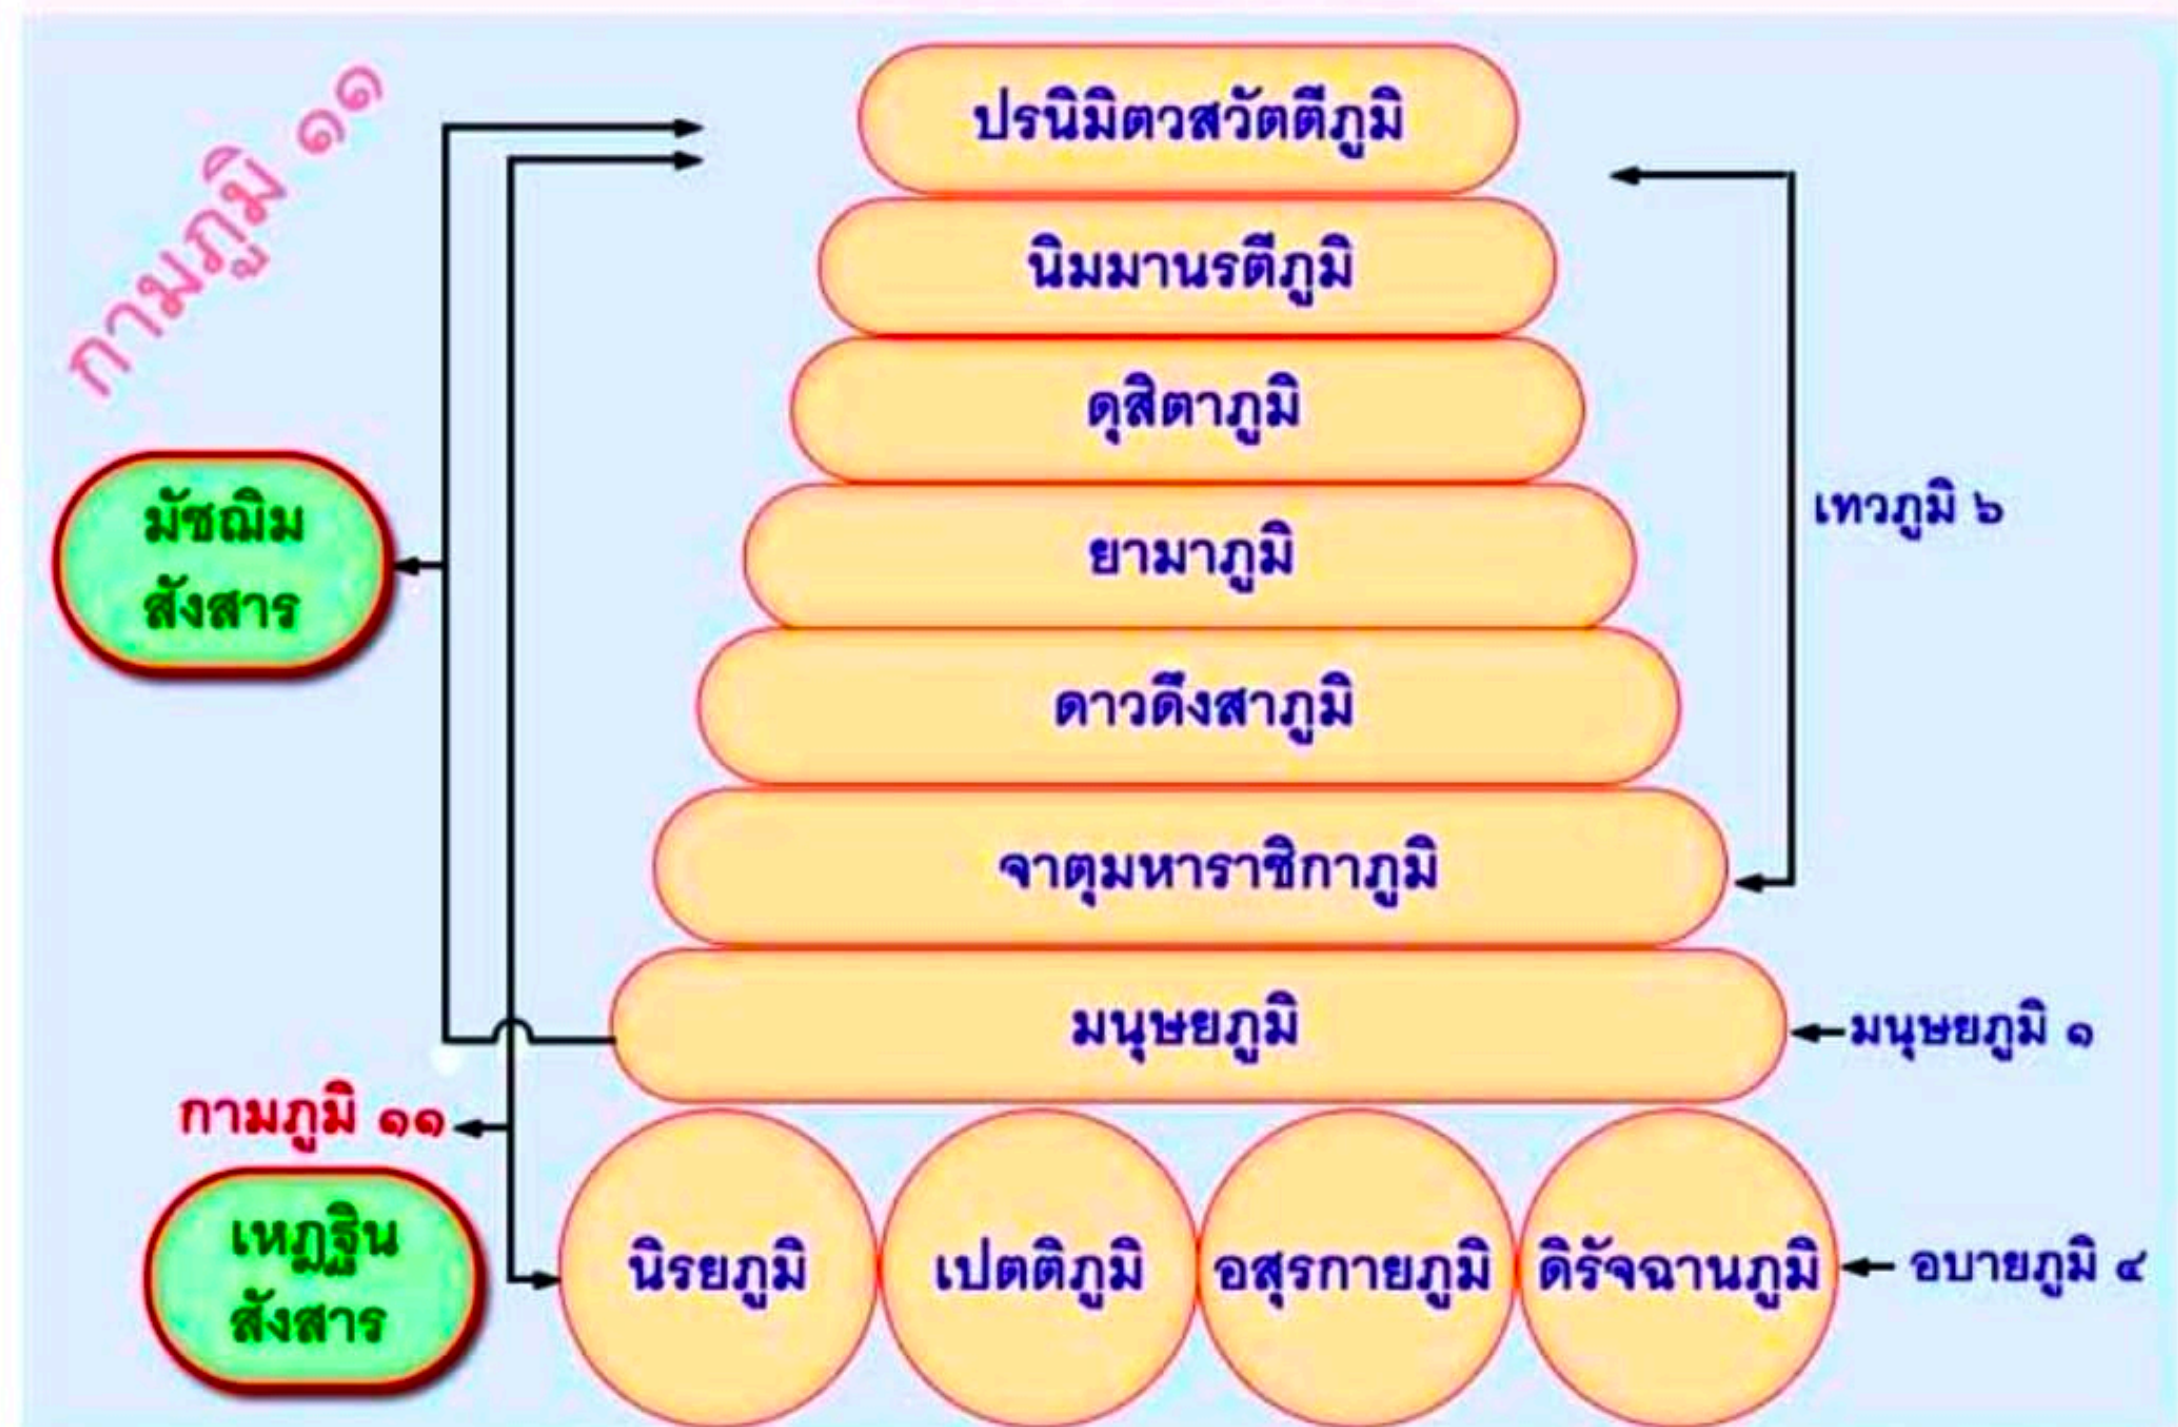 กามภูมิ ๑๑
ปรนิมิตวสวัตตีภูมิ
นิมมานรตีภูมิ
ดุสิตาภูมิ
มัชฌิม
สังสาร
ยามาภูมิ
เทวภูมิ ๖
ดาวดึงสาภูมิ
จาตุมหาราชิกาภูมิ
มนุษยภูมิ
มนุษยภูมิ ๑
กามภูมิ ๑๑
เหฏฐิน
สังสาร
นิรยภูมิ
เปตติภูมิ
อสุรกายภูมิ
ดิรัจฉานภูมิ
อบายภูมิ ๔